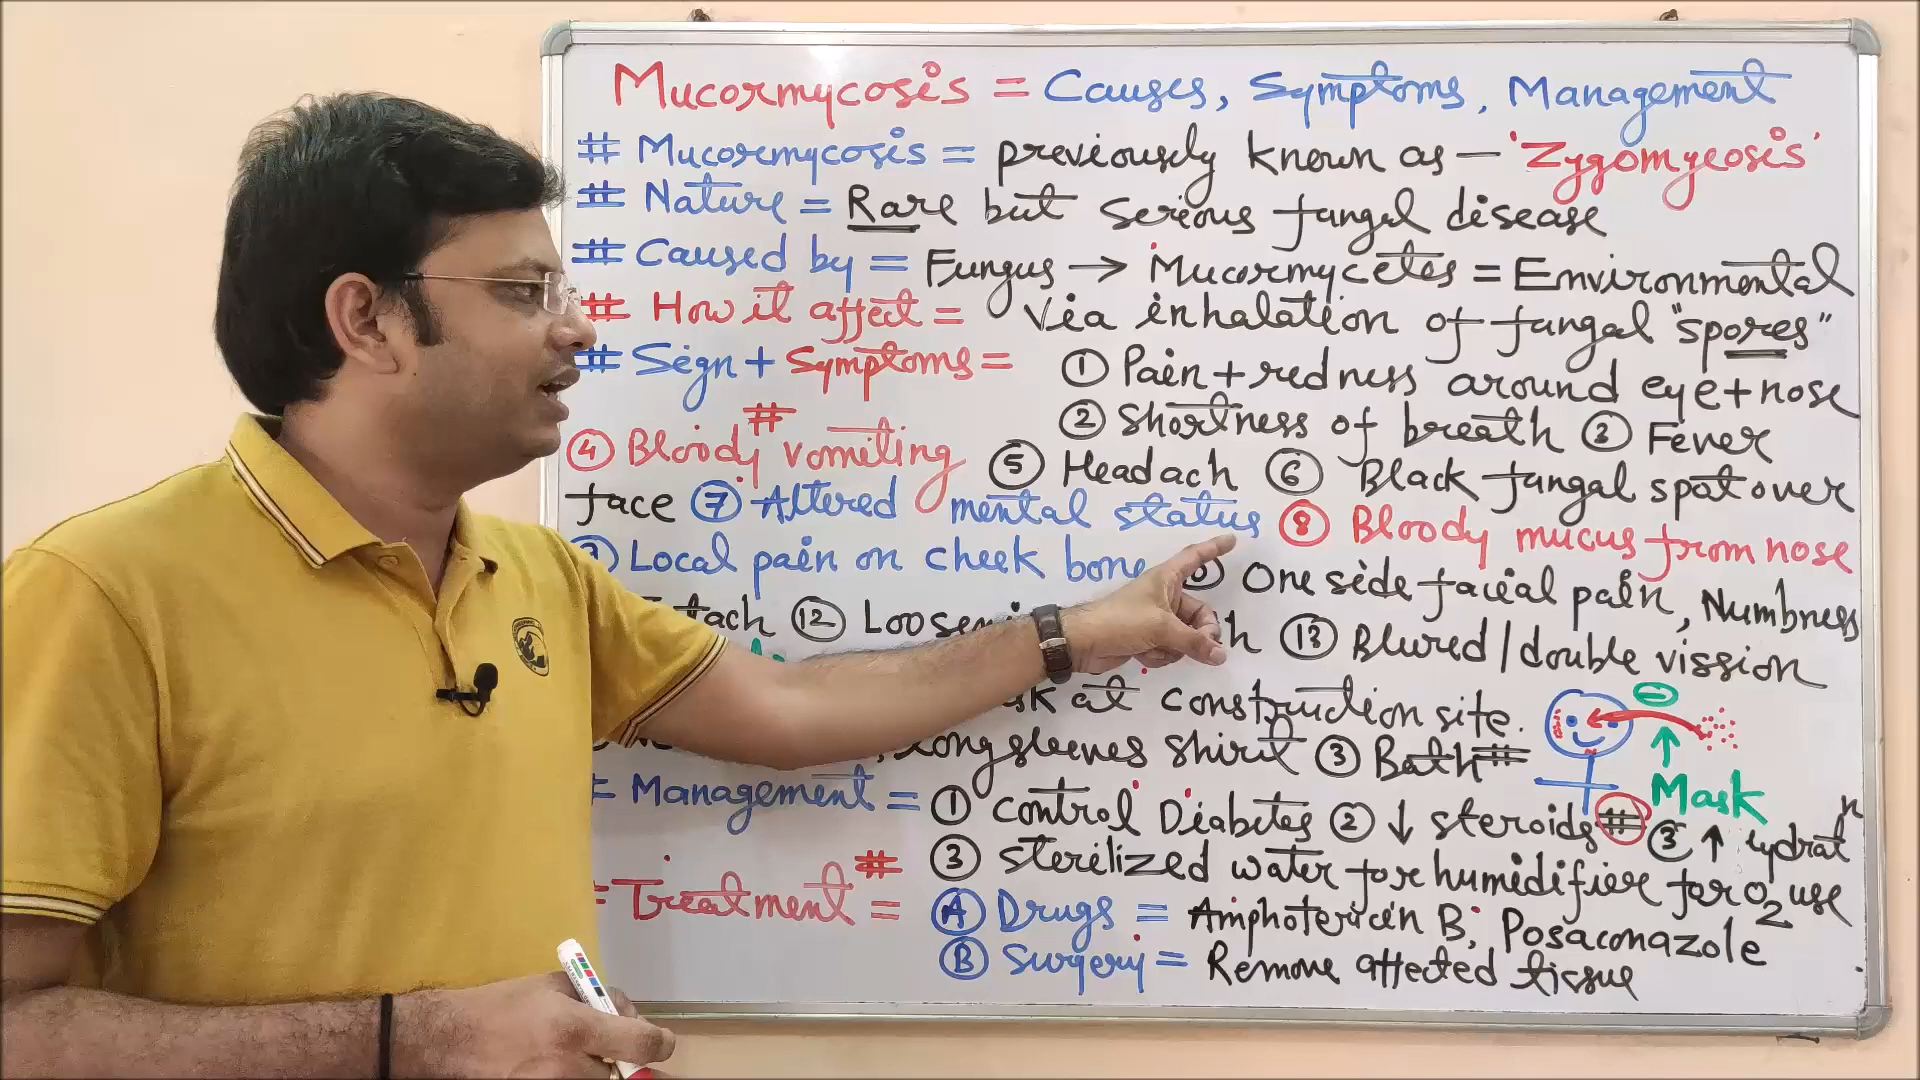 Mucormycosis = Causes, Symptoms, Management
# Mucormycosis = previously known as - 'Zygomycosis'
# Nature = Rare but serious fungal disease
# Caused by = Fungus → Mucormycetes = Environmental
# How it affect = Via inhalation of fungal "spores"
# Sign + Symptoms = ① Pain + redness around eye + nose
② Shortness of breath ③ Fever
④ Bloody vomiting # ⑤ Headach ⑥ Black fungal spot over
face ⑦ Altered mental status ⑧ Bloody mucus from nose
Local pain on cheek bone One side facial pain, Numbness
⑫ ⑬ Blured / double vission
at construction site.
long sleeves shirt ③ Bath #
Mask
Management = ① control Diabetes ② ↓ steroids # ③ ↑ hydratⁿ
③ sterilized water for humidifier for O2 use
# Treatment = Ⓐ Drugs = Amphotericin B; Posaconazole
Ⓑ Surgery = Remove affected tissue